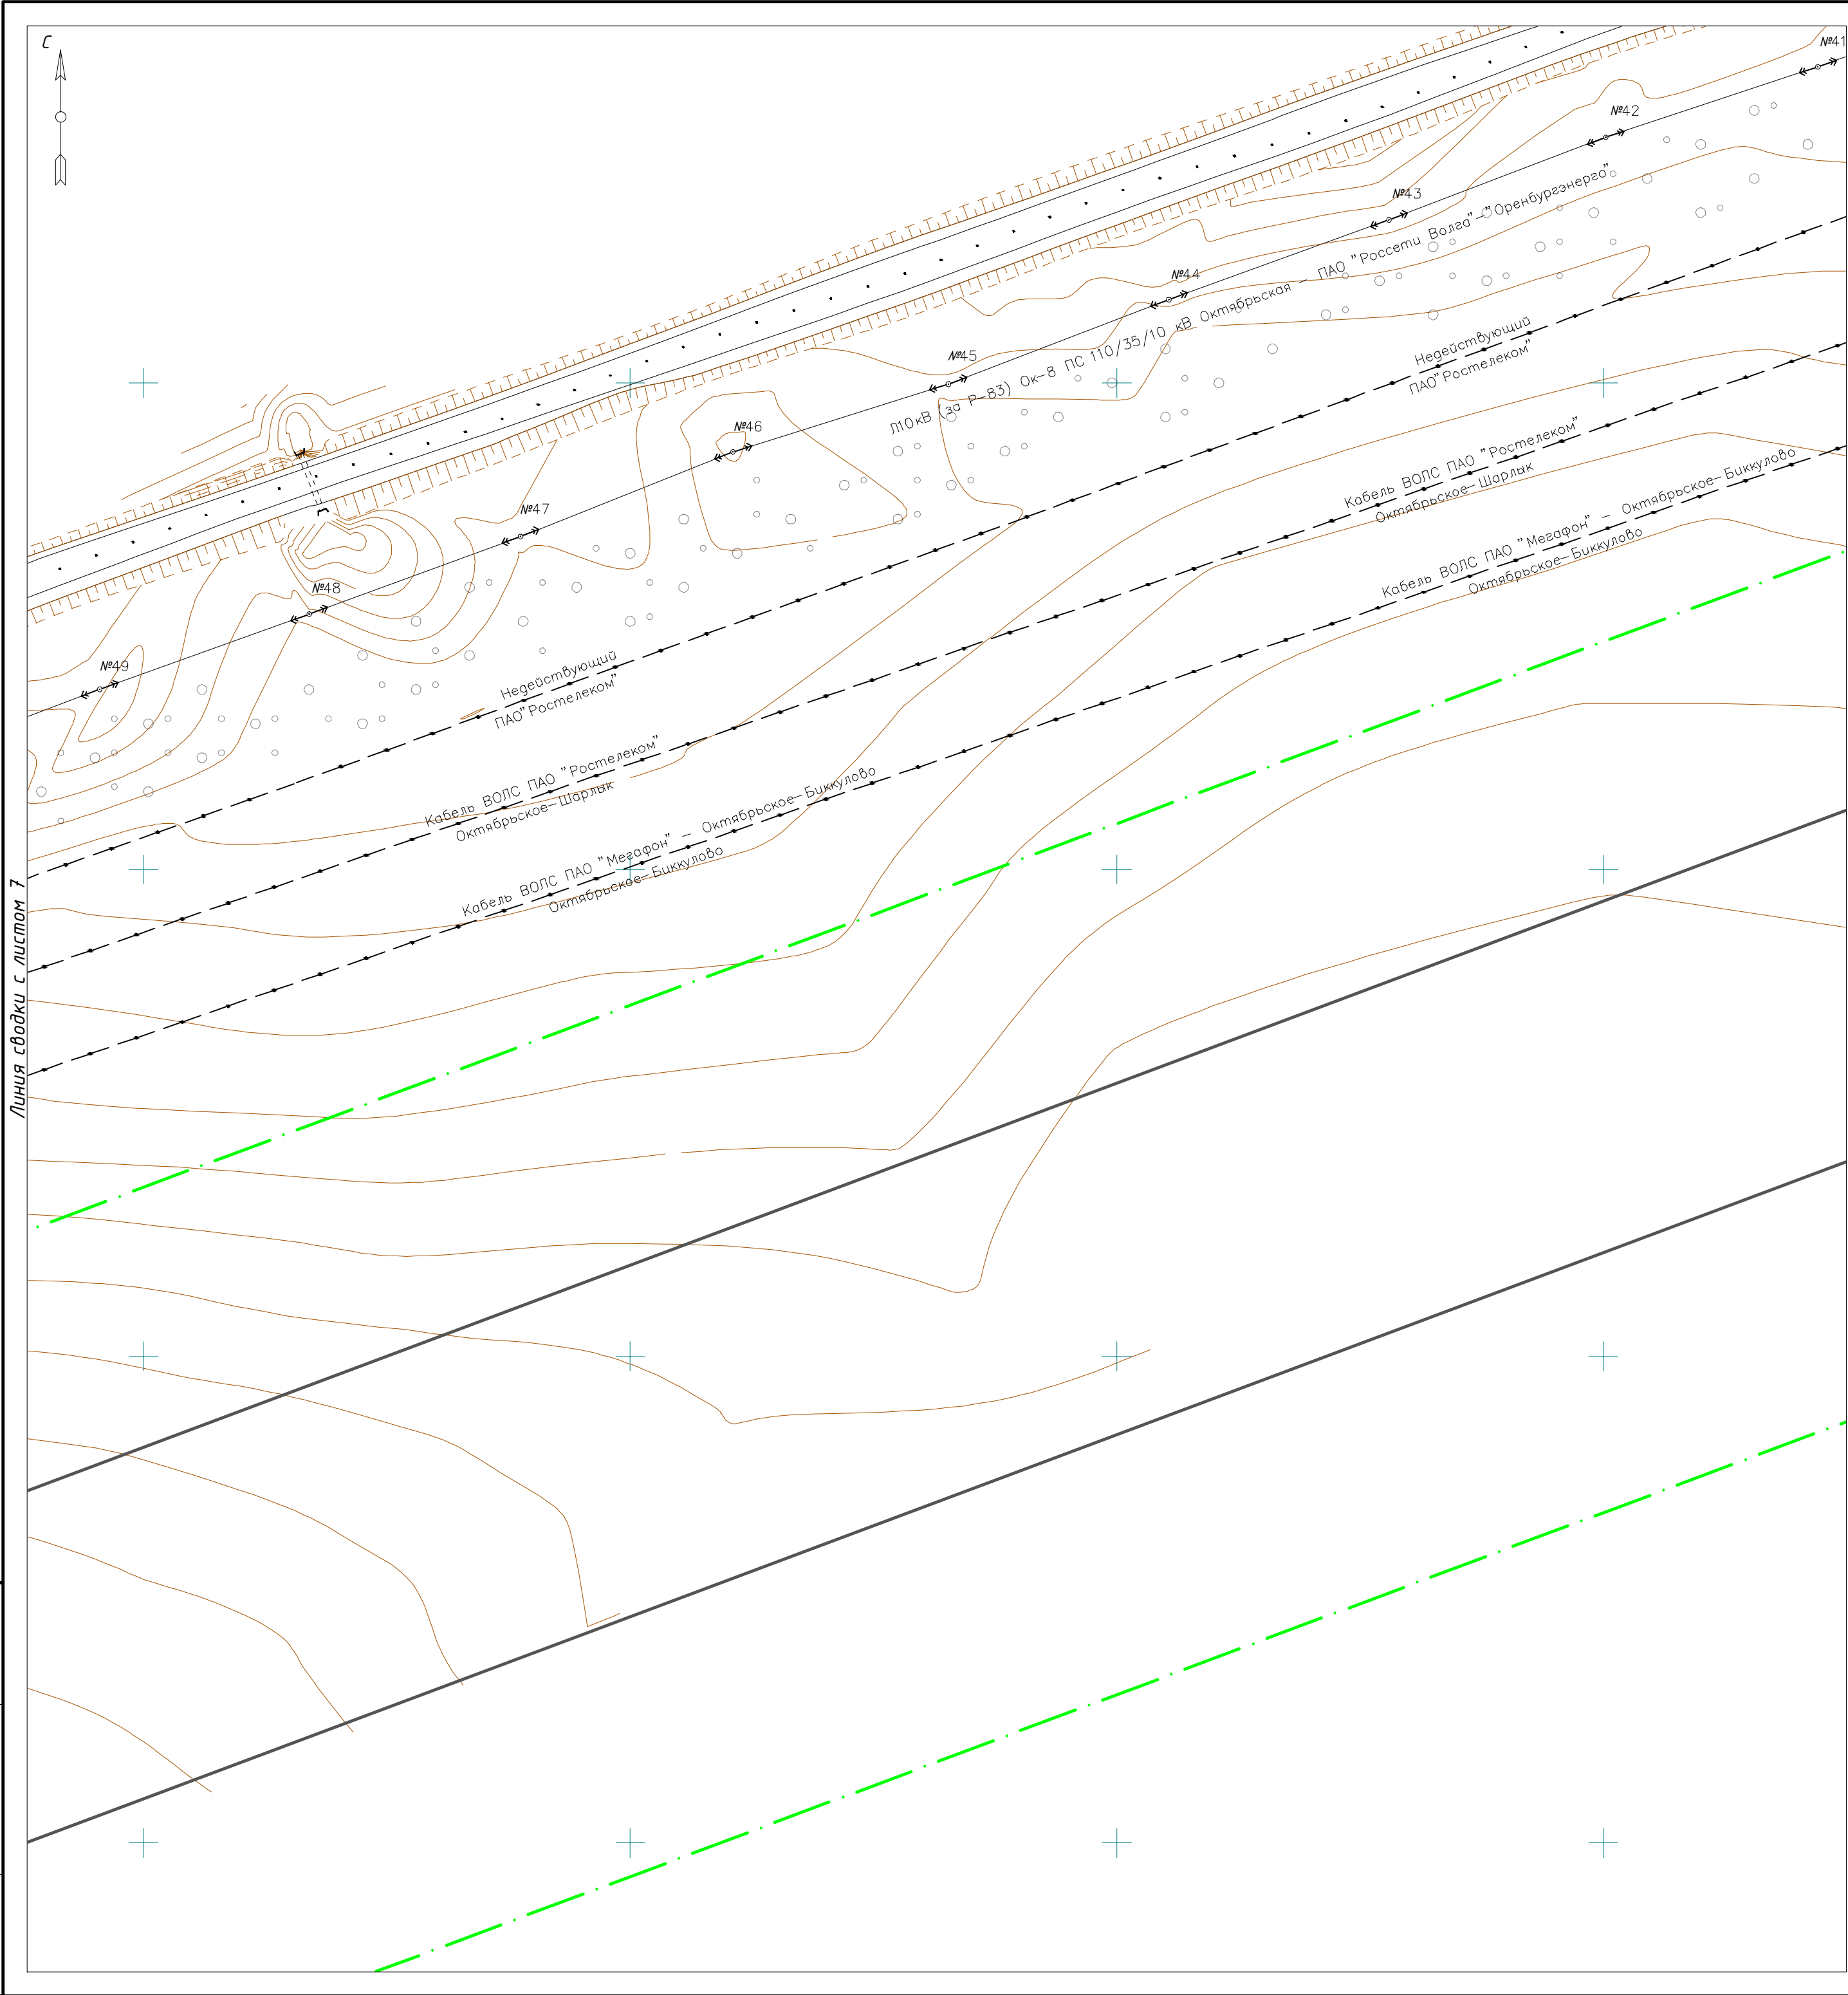 С
№41
№42
№43
№44
№45
№46
№47
№48
№49
Л10кВ (за Р-83) Ок-8 ПС 110/35/10 кВ Октябрьская - ПАО "Россети Волга"-"Оренбургэнерго"
Недействующий
ПАО"Ростелеком"
Кабель ВОЛС ПАО "Ростелеком"
Октябрьское-Шарлык
Кабель ВОЛС ПАО "Мегафон" - Октябрьское-Биккулово
Октябрьское-Биккулово
Недействующий
ПАО"Ростелеком"
Кабель ВОЛС ПАО "Ростелеком"
Октябрьское-Шарлык
Кабель ВОЛС ПАО "Мегафон" - Октябрьское-Биккулово
Октябрьское-Биккулово
Линия сводки с листом 7